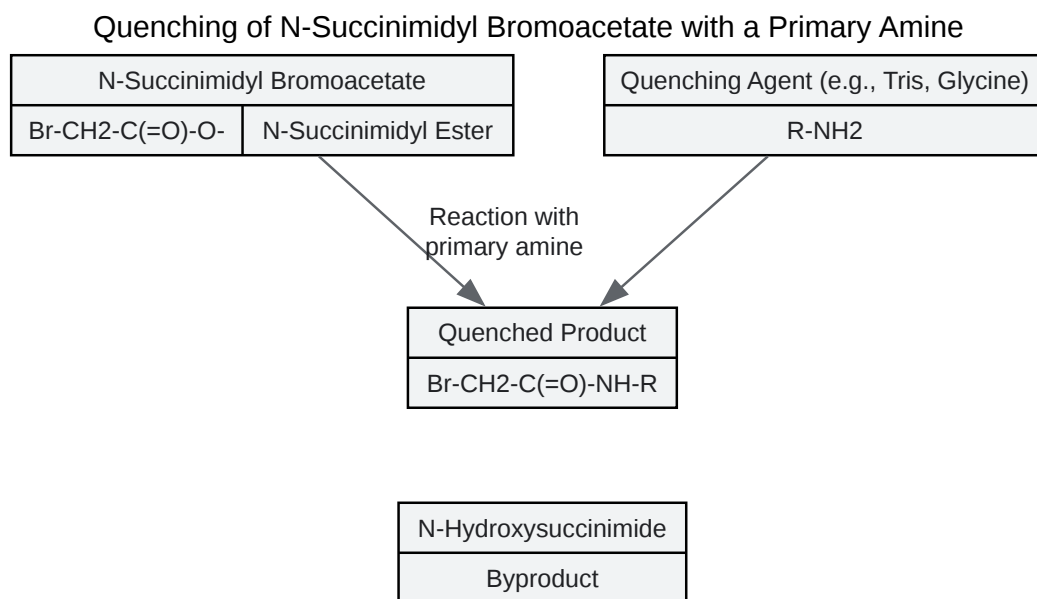 Quenching of N-Succinimidyl Bromoacetate with a Primary Amine
N-Succinimidyl Bromoacetate
Br-CH2-C(=O)-O-
N-Succinimidyl Ester
Quenching Agent (e.g., Tris, Glycine)
R-NH2
Reaction with
primary amine
Quenched Product
Br-CH2-C(=O)-NH-R
N-Hydroxysuccinimide
Byproduct